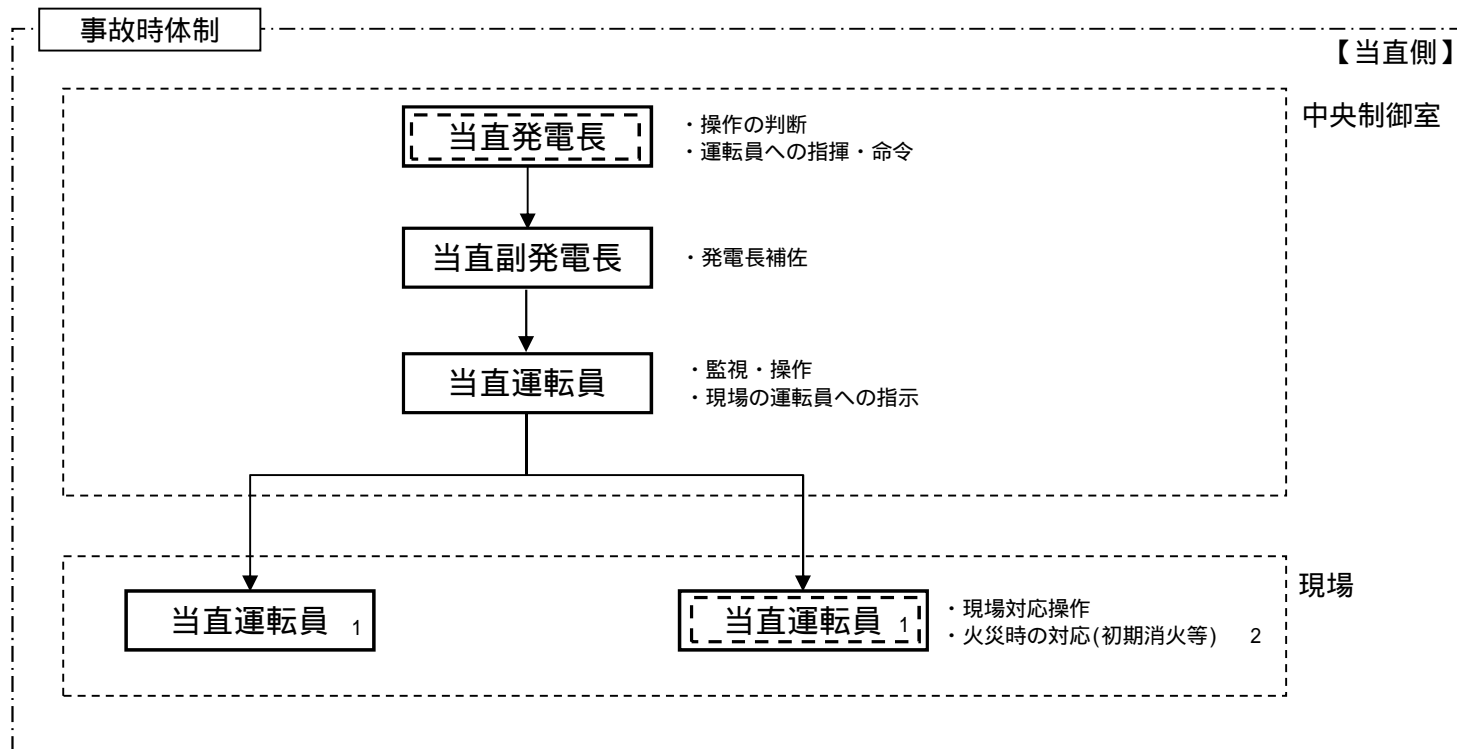 事故時体制
【当直側】
中央制御室
当直発電長
・操作の判断
・運転員への指揮・命令
当直副発電長
・発電長補佐
当直運転員
・監視・操作
・現場の運転員への指示
現場
当直運転員 1
当直運転員 1
・現場対応操作
・火災時の対応(初期消火等) 2